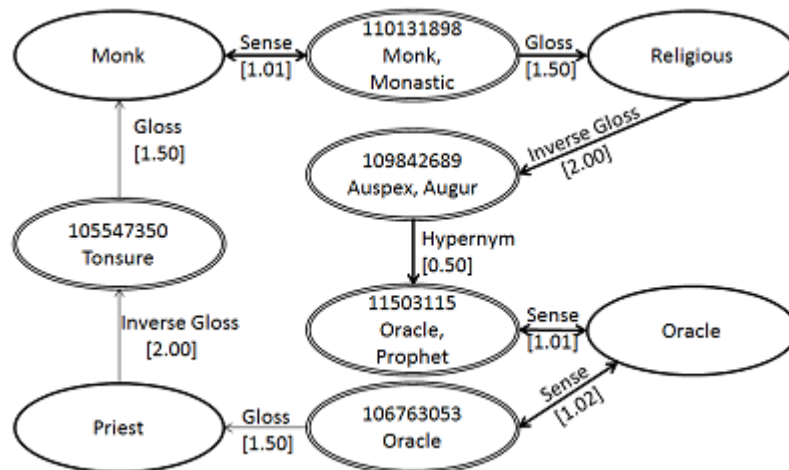 Monk
Sense
[1.01]
110131898
Monk,
Monastic
Gloss
[1.50]
Religious
Gloss
[1.50]
Inverse Gloss
[2.00]
109842689
Auspex, Augur
105547350
Tonsure
Hypernym
[0.50]
Inverse Gloss
[2.00]
11503115
Oracle,
Prophet
Sense
[1.01]
Oracle
Sense
[1.02]
Priest
Gloss
[1.50]
106763053
Oracle